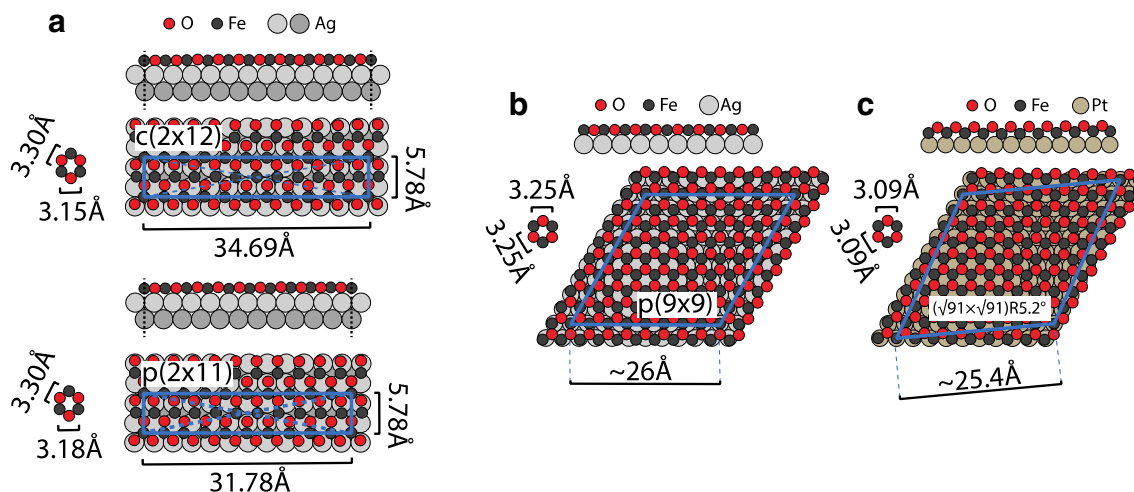 a
O Fe Ag
c(2x12)
3.30Å
3.15Å
5.78Å
34.69Å
p(2x11)
3.30Å
3.18Å
5.78Å
31.78Å
b
O Fe Ag
3.25Å
3.25Å
p(9x9)
~26Å
c
O Fe Pt
3.09Å
3.09Å
(√91×√91)R5.2°
~25.4Å